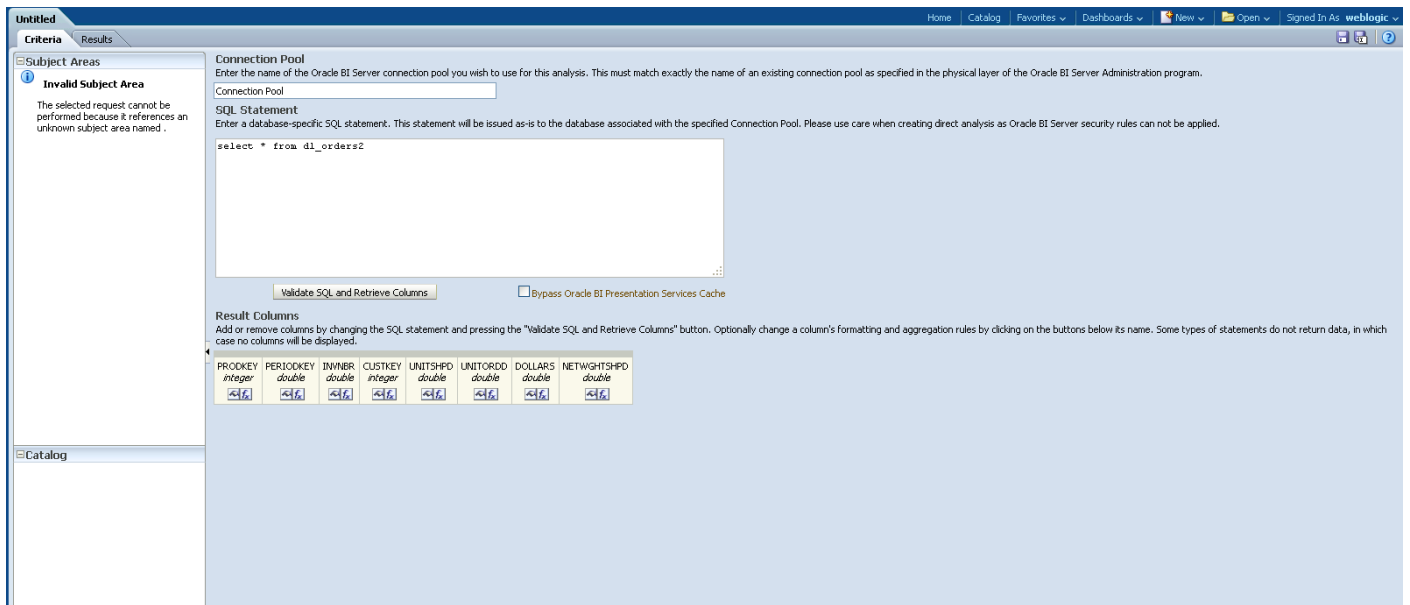 Untitled
Home Catalog Favorites Dashboards New Open Signed In As weblogic
Criteria Results
Subject Areas
Invalid Subject Area
The selected request cannot be
performed because it references an
unknown subject area named .
Catalog
Connection Pool
Enter the name of the Oracle BI Server connection pool you wish to use for this analysis. This must match exactly the name of an existing connection pool as specified in the physical layer of the Oracle BI Server Administration program.
Connection Pool
SQL Statement
Enter a database-specific SQL statement. This statement will be issued as-is to the database associated with the specified Connection Pool. Please use care when creating direct analysis as Oracle BI Server security rules can not be applied.
select * from dl_orders2
Validate SQL and Retrieve Columns Bypass Oracle BI Presentation Services Cache
Result Columns
Add or remove columns by changing the SQL statement and pressing the "Validate SQL and Retrieve Columns" button. Optionally change a column's formatting and aggregation rules by clicking on the buttons below its name. Some types of statements do not return data, in which
case no columns will be displayed.
PRODKEY PERIODKEY INVNBR CUSTKEY UNITSHPD UNITORDD DOLLARS NETWGHTSHPD
integer double double integer double double double double